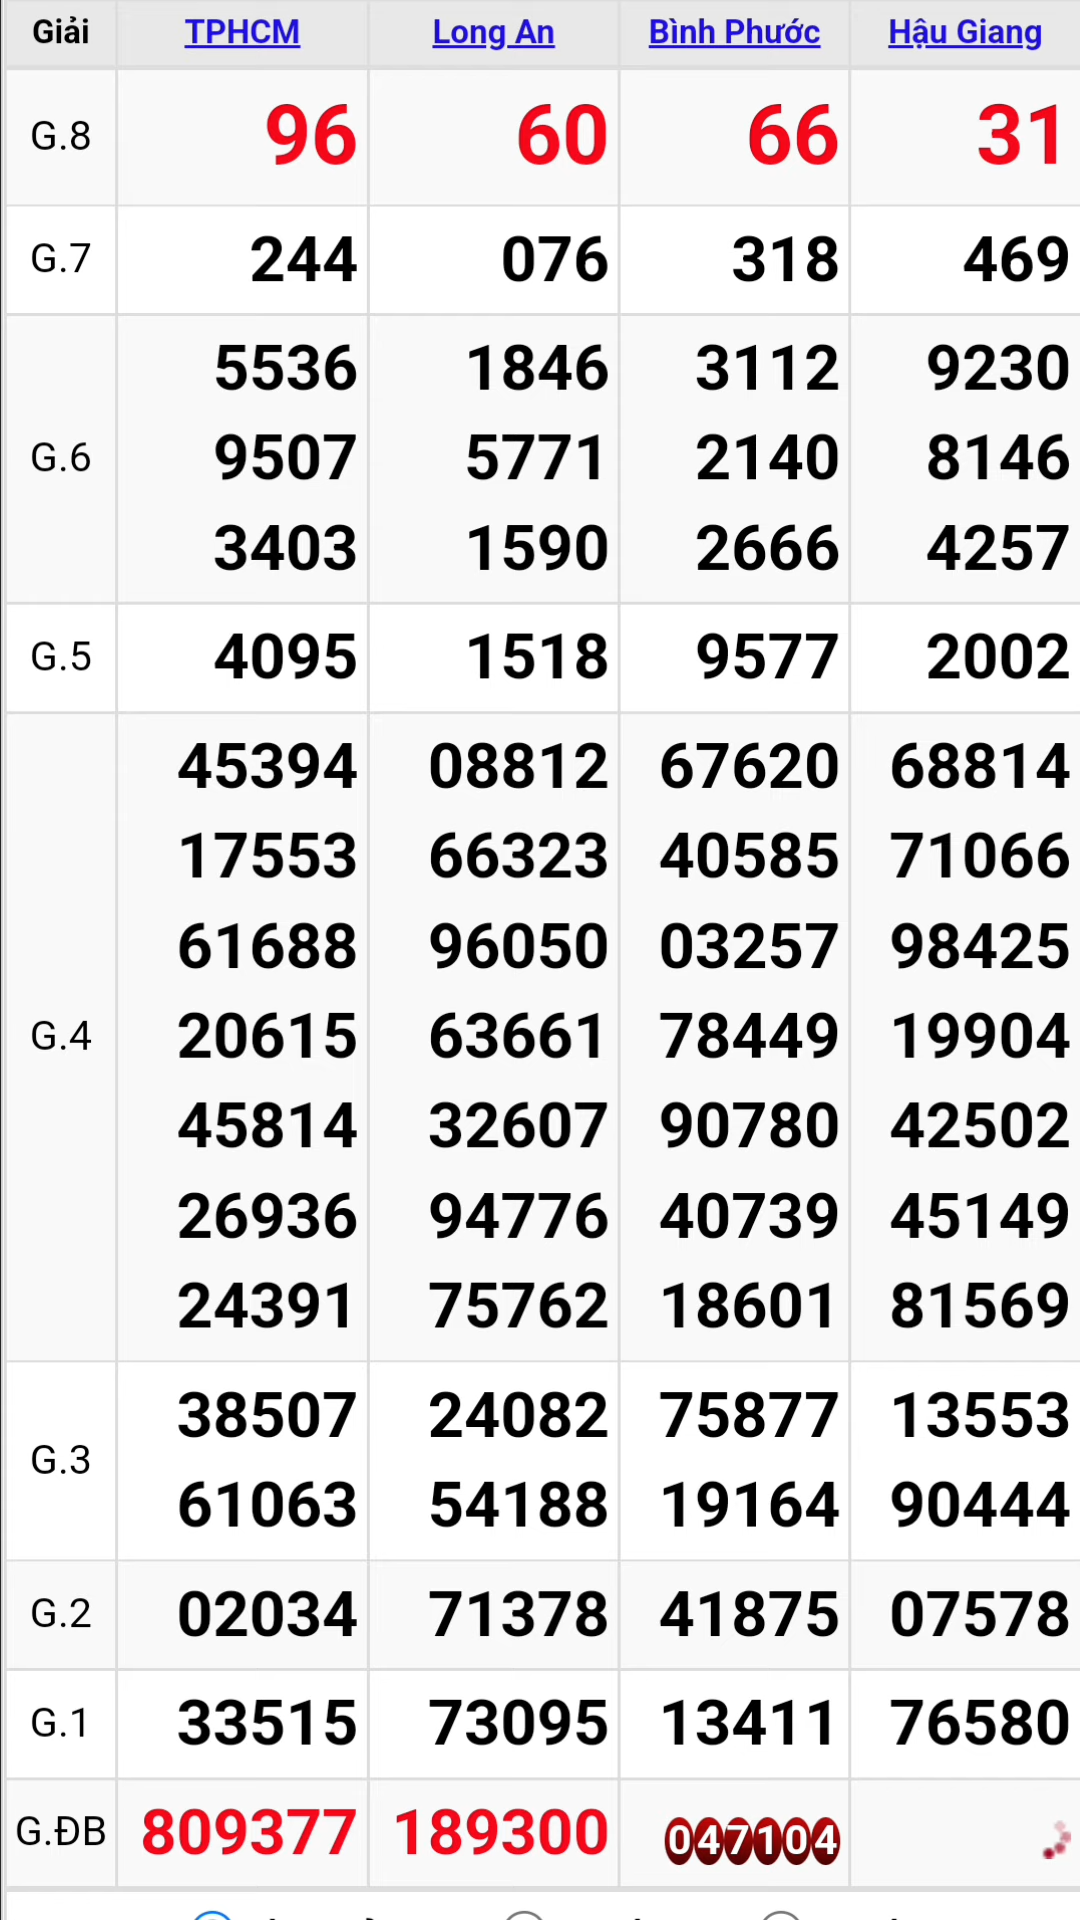 Giải TPHCM Long An Bình Phước Hậu Giang
G.8 96 60 66 31
G.7 244 076 318 469
5536 1846 3112 9230
G.6 9507 5771 2140 8146
3403 1590 2666 4257
G.5 4095 1518 9577 2002
45394 08812 67620 68814
17553 66323 40585 71066
61688 96050 03257 98425
G.4 20615 63661 78449 19904
45814 32607 90780 42502
26936 94776 40739 45149
24391 75762 18601 81569
G.3 38507 24082 75877 13553
61063 54188 19164 90444
G.2 02034 71378 41875 07578
G.1 33515 73095 13411 76580
G.ĐB 809377 189300 047104